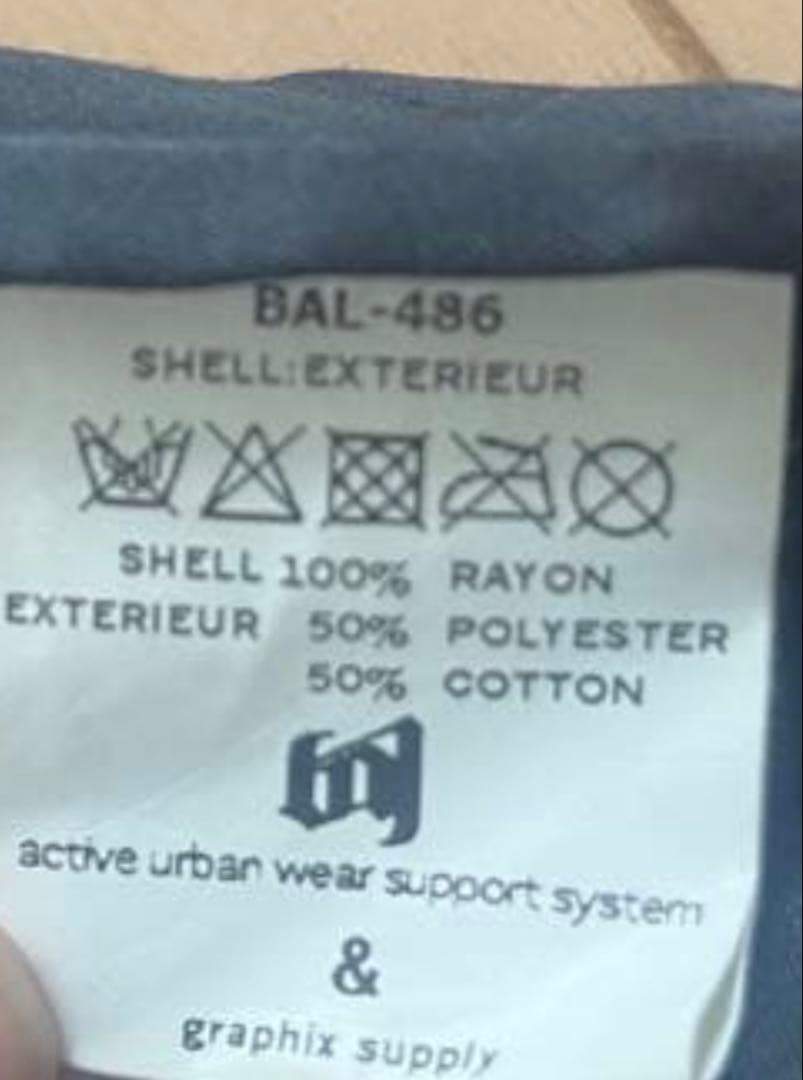 BAL-486
SHELL:EXTERIEUR
SHELL 100% RAYON
EXTERIEUR 50% POLYESTER
50% COTTON
active urban wear support system
&
graphix supply